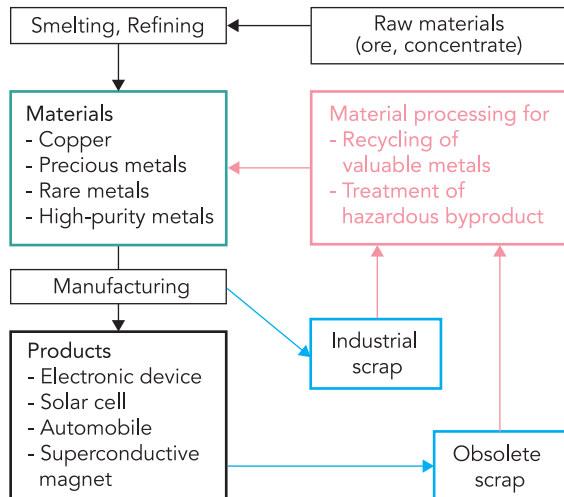 Smelting, Refining
Raw materials
(ore, concentrate)
Materials
- Copper
- Precious metals
- Rare metals
- High-purity metals
Material processing for
- Recycling of
valuable metals
- Treatment of
hazardous byproduct
Manufacturing
Industrial
scrap
Products
- Electronic device
- Solar cell
- Automobile
- Superconductive
magnet
Obsolete
scrap